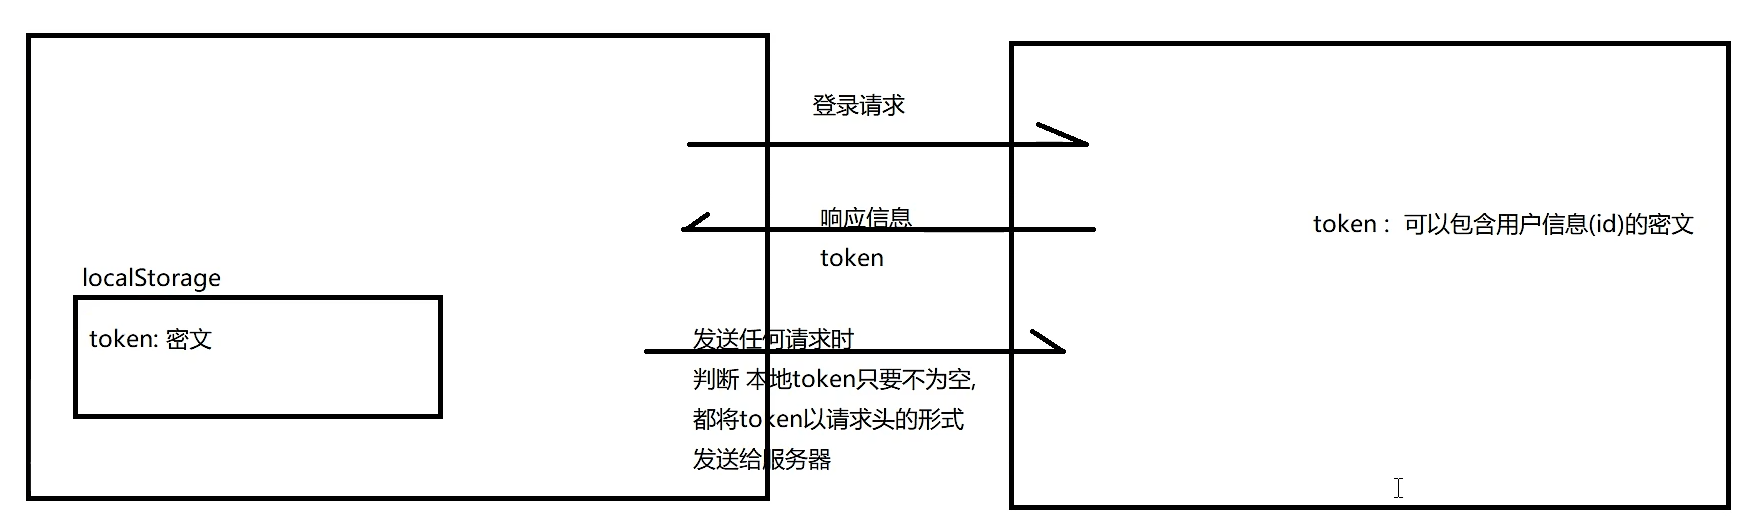 登录请求
响应信息
token
token： 可以包含用户信息(id)的密文
localStorage
token: 密文
发送任何请求时
判断 本地token只要不为空,
都将token以请求头的形式
发送给服务器